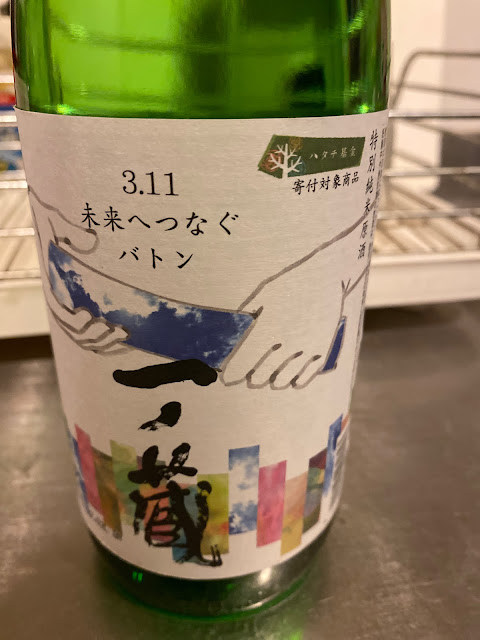 ハタチ基金
寄付対象商品
3.11
未来へつなぐ
バトン
一ノ蔵
特別純米原酒